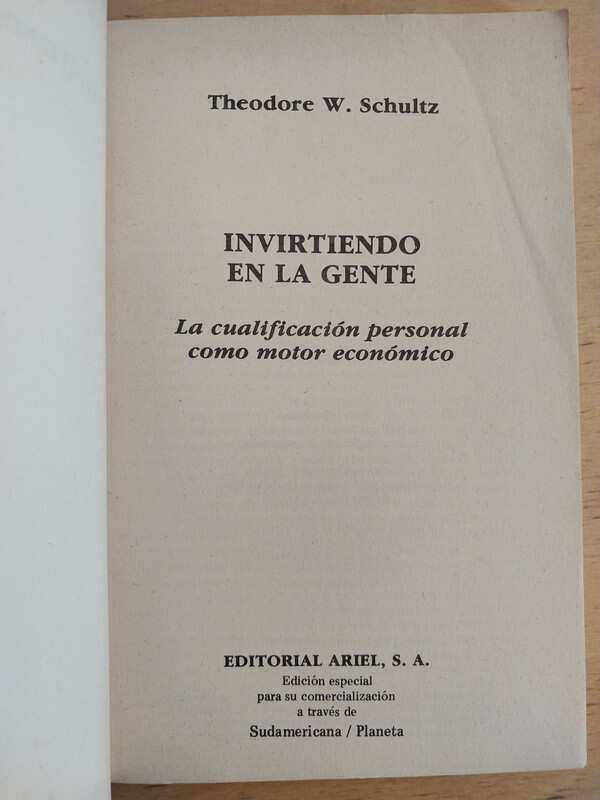 Theodore W. Schultz
INVIRTIENDO
EN LA GENTE
La cualificación personal
como motor económico
EDITORIAL ARIEL, S. A.
Edición especial
para su comercialización
a través de
Sudamericana / Planeta